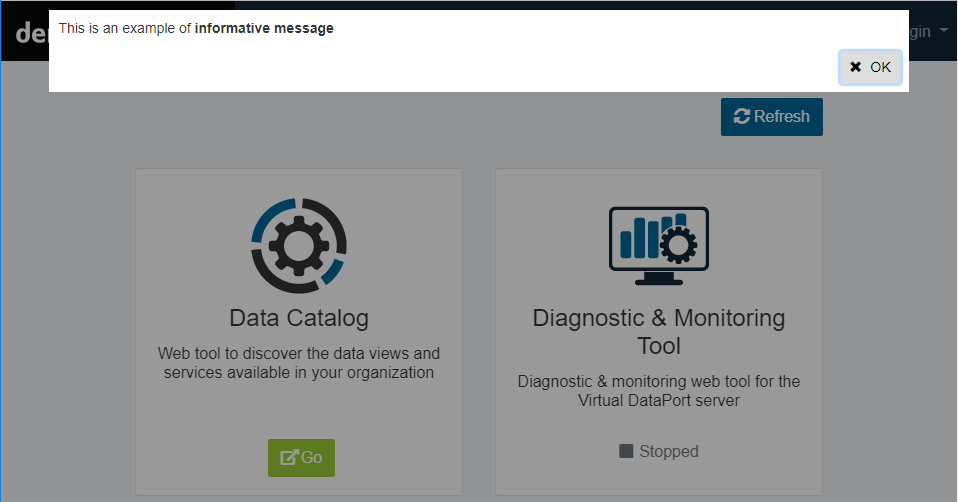 This is an example of informative message
OK
Refresh
Data Catalog
Web tool to discover the data views and
services available in your organization
Go
Diagnostic & Monitoring
Tool
Diagnostic & monitoring web tool for the
Virtual DataPort server
Stopped